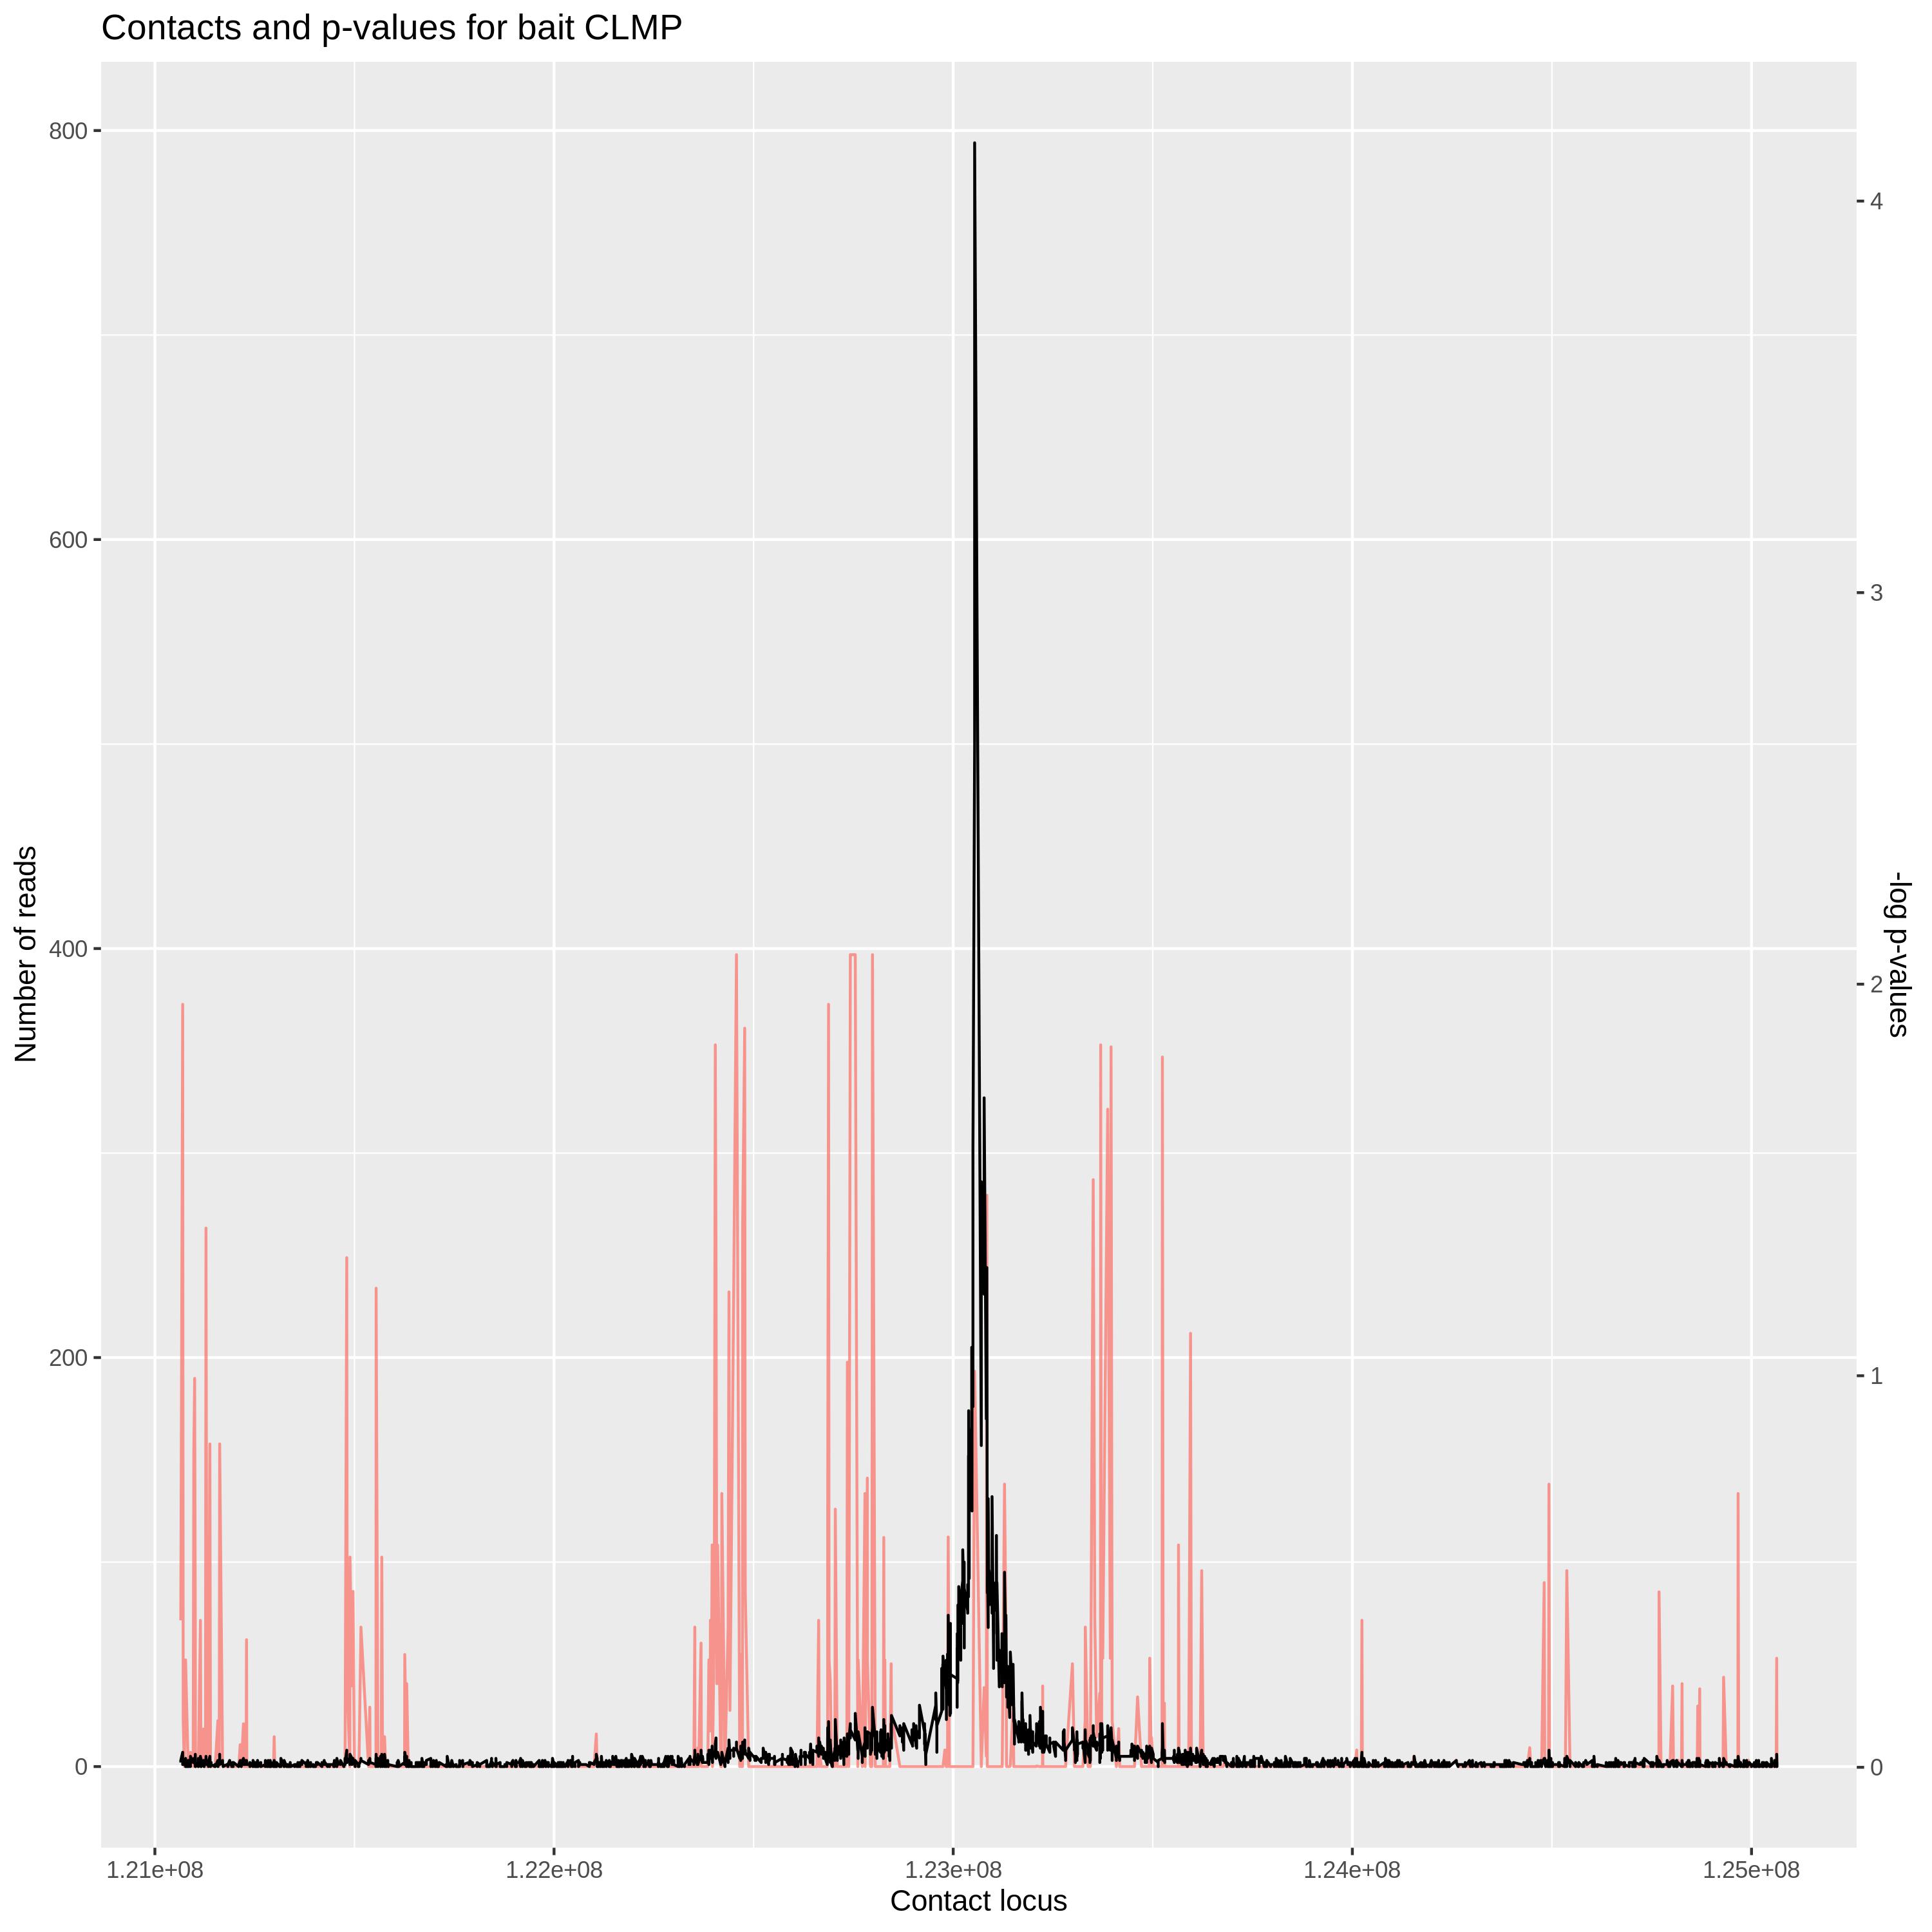 Contacts and p-values for bait CLMP
800
600
400
200
0
Number of reads
4
3
2
1
0
-log p-values
1.21e+08 1.22e+08 1.23e+08 1.24e+08 1.25e+08
Contact locus